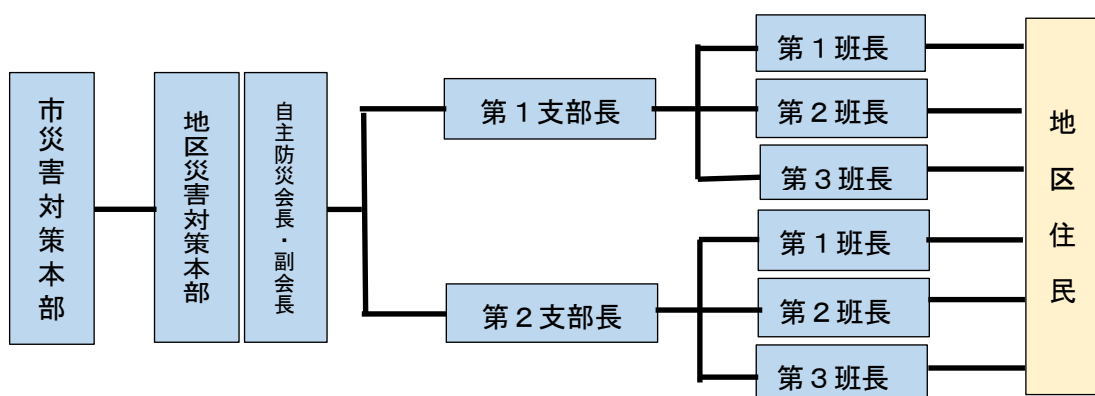 市災害対策本部
地区災害対策本部
自主防災会長・副会長
第1支部長
第1班長
第2班長
第3班長
第2支部長
第1班長
第2班長
第3班長
地区住民